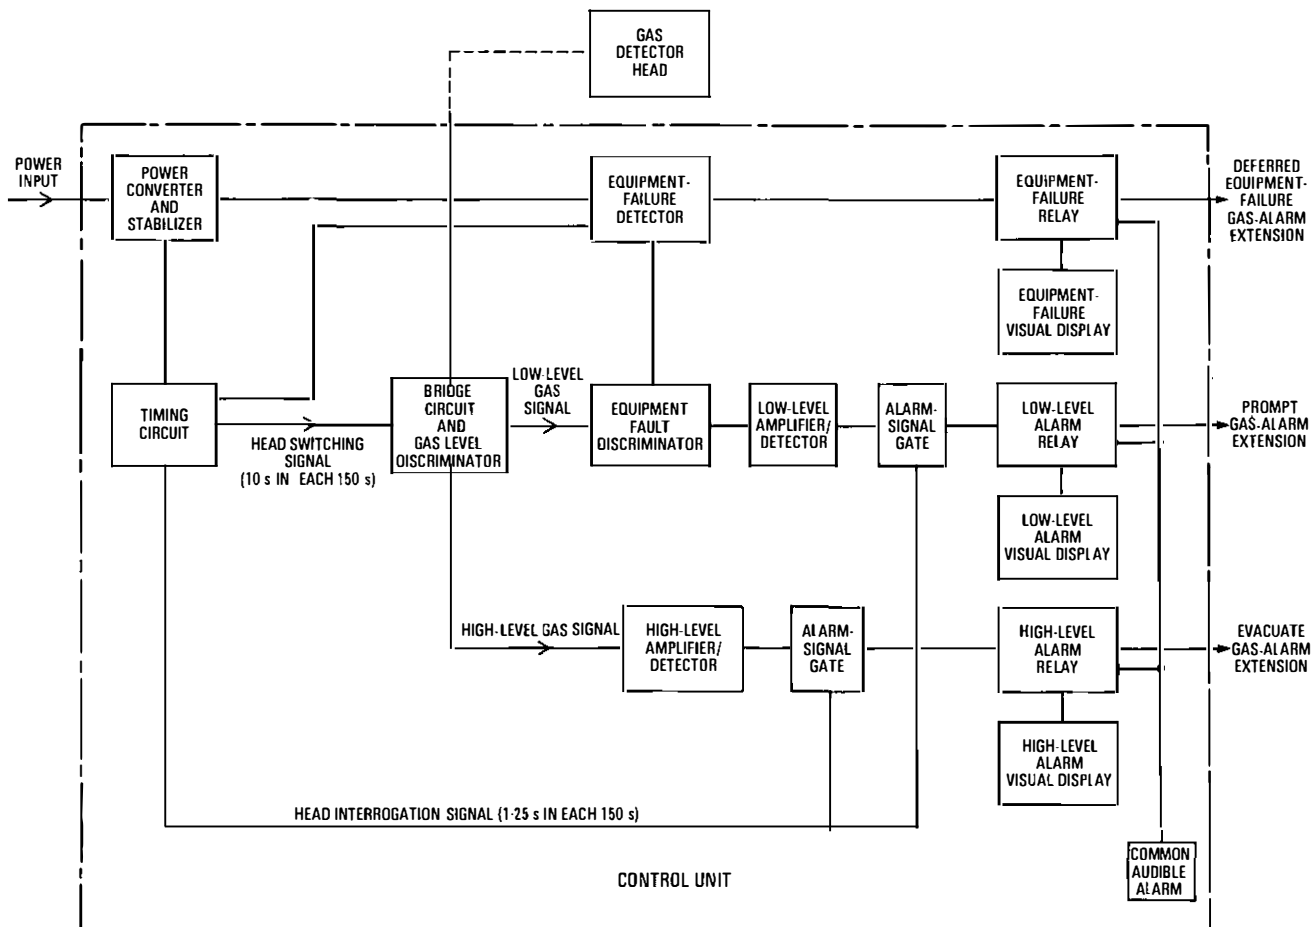 GAS
DETECTOR
HEAD
POWER
INPUT
POWER
CONVERTER
AND
STABILIZER
EQUIPMENT-
FAILURE
DETECTOR
EQUIPMENT-
FAILURE
RELAY
DEFERRED
EQUIPMENT-
FAILURE
GAS-ALARM
EXTENSION
EQUIPMENT-
FAILURE
VISUAL DISPLAY
TIMING
CIRCUIT
HEAD SWITCHING
SIGNAL
(10 s IN EACH 150 s)
BRIDGE
CIRCUIT
AND
GAS LEVEL
DISCRIMINATOR
LOW-LEVEL
GAS
SIGNAL
EQUIPMENT
FAULT
DISCRIMINATOR
LOW-LEVEL
AMPLIFIER/
DETECTOR
ALARM-
SIGNAL
GATE
LOW-LEVEL
ALARM
RELAY
PROMPT
GAS-ALARM
EXTENSION
LOW-LEVEL
ALARM
VISUAL DISPLAY
HIGH-LEVEL GAS SIGNAL
HIGH-LEVEL
AMPLIFIER/
DETECTOR
ALARM-
SIGNAL
GATE
HIGH-LEVEL
ALARM
RELAY
EVACUATE
GAS-ALARM
EXTENSION
HIGH-LEVEL
ALARM
VISUAL DISPLAY
HEAD INTERROGATION SIGNAL (1·25 s IN EACH 150 s)
COMMON
AUDIBLE
ALARM
CONTROL UNIT